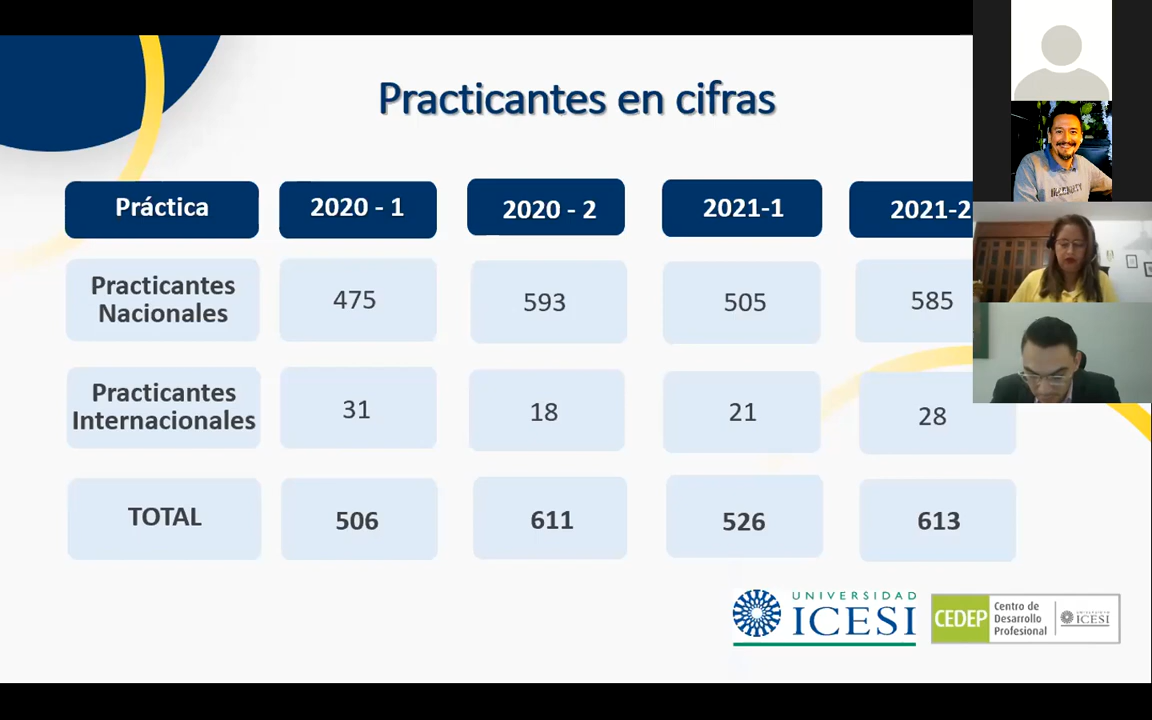 Practicantes en cifras
Práctica
2020 - 1
2020 - 2
2021-1
2021-2
Practicantes
Nacionales
475
593
505
585
Practicantes
Internacionales
31
18
21
28
TOTAL
506
611
526
613
UNIVERSIDAD
ICESI
CEDEP
Centro de
Desarrollo
Profesional
UNIVERSIDAD
ICESI